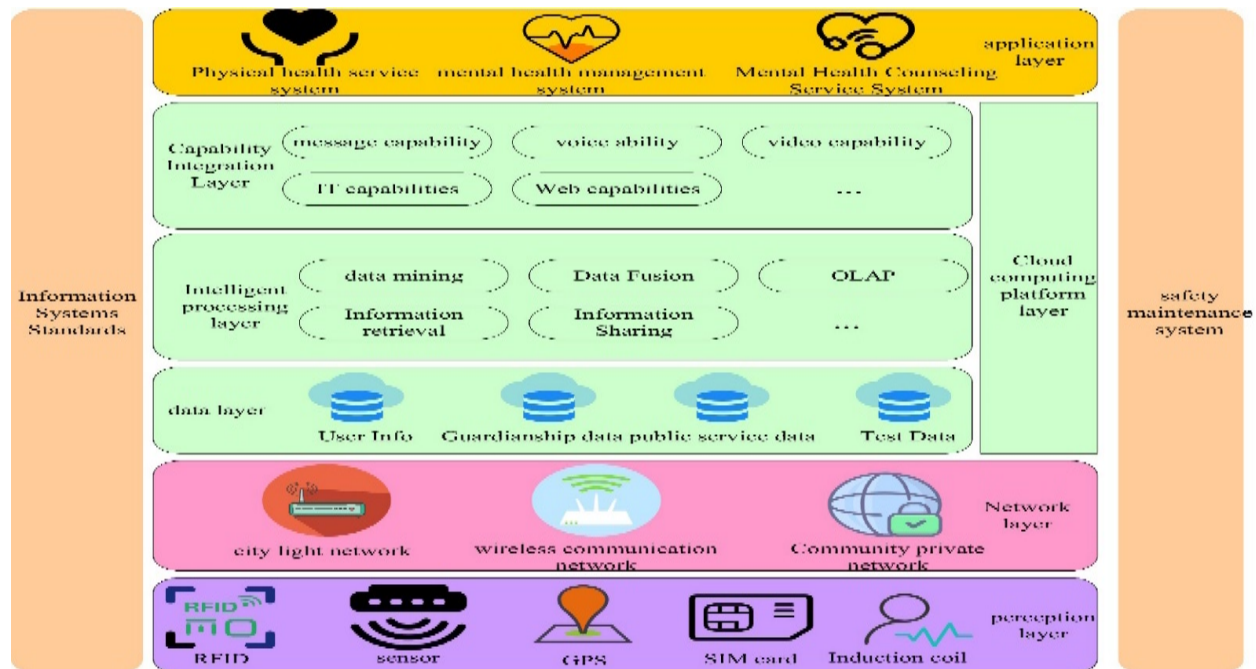 Information
Systems
Standards
Physical health service
system
mental health management
system
Mental Health Counseling
Service System
application
layer
Capability
Integration
Layer
message capability
voice ability
video capability
IT capabilities
Web capabilities
...
Intelligent
processing
layer
data mining
Data Fusion
OLAP
Information
retrieval
Information
Sharing
...
data layer
User Info
Guardianship data
public service data
Test Data
Cloud
computing
platform
layer
city light network
wireless communication
network
Community private
network
Network
layer
RFID
RFID
sensor
GPS
SIM card
Induction coil
perception
layer
safety
maintenance
system